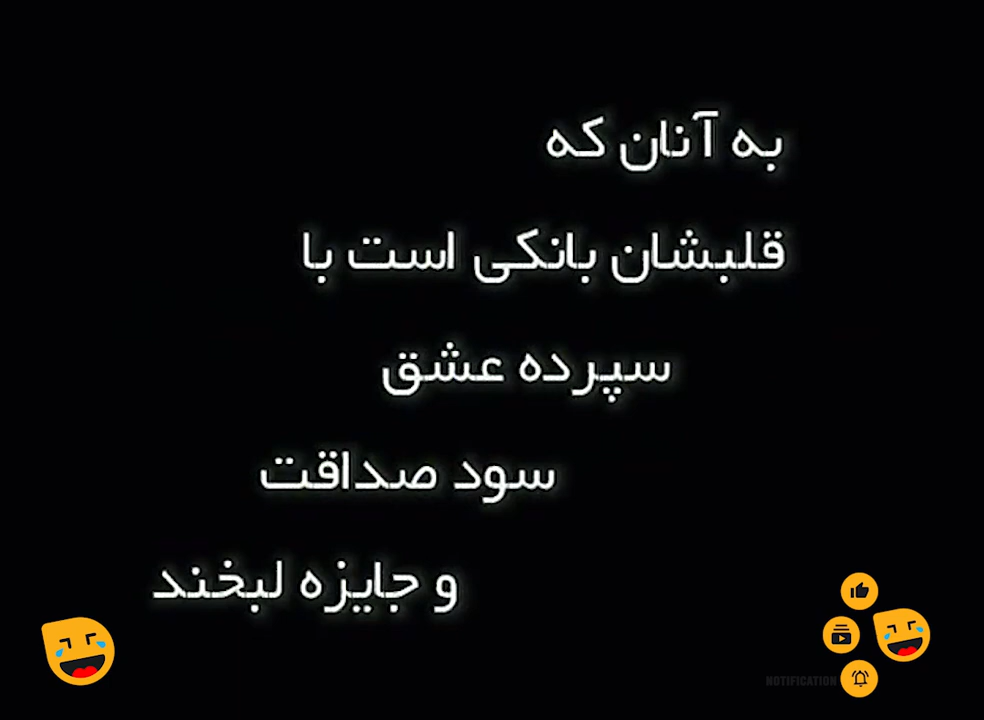 به آنان که
قلبشان بانکی است با
سپرده عشق
سود صداقت
و جایزه لبخند
NOTIFICATION